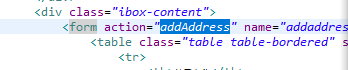 <div class="ibox-content">
<form action="addAddress" name="addaddres
<table class="table table-bordered" s
<tr>